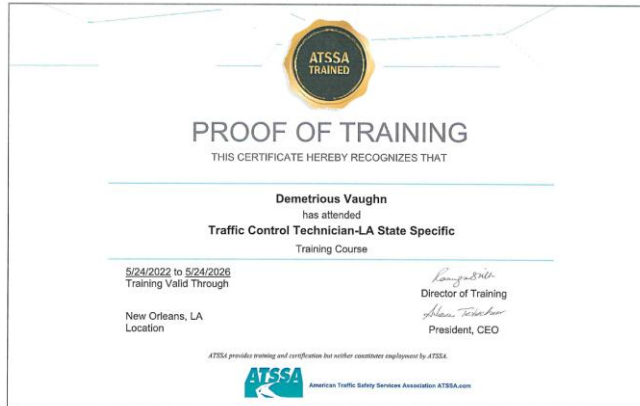 ATSSA
TRAINED
PROOF OF TRAINING
THIS CERTIFICATE HEREBY RECOGNIZES THAT
Demetrious Vaughn
has attended
Traffic Control Technician-LA State Specific
Training Course
5/24/2022 to 5/24/2026
Training Valid Through
Director of Training
New Orleans, LA
Location
President, CEO
ATSSA provides training and certification but neither constitutes employment by ATSSA.
ATSSA
American Traffic Safety Services Association ATSSA.com